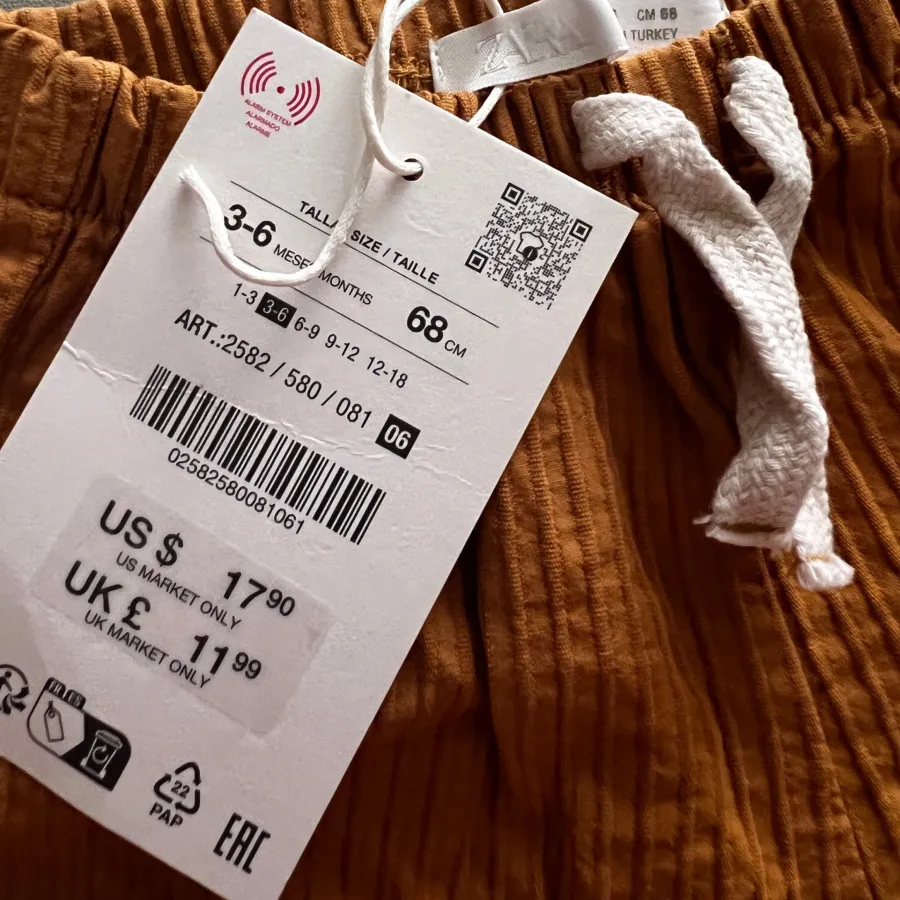 ZARA
CM 68
TURKEY
ALARM SYSTEM
ALARMADO
ALARME
TALLA / SIZE / TAILLE
3-6 MESES MONTHS 68 CM
1-3 3-6 6-9 9-12 12-18
ART.:2582 / 580 / 081 06
02582580081061
US $ 17 90
US MARKET ONLY
UK £ 11 99
UK MARKET ONLY
FR ES
22
PAP
EAC